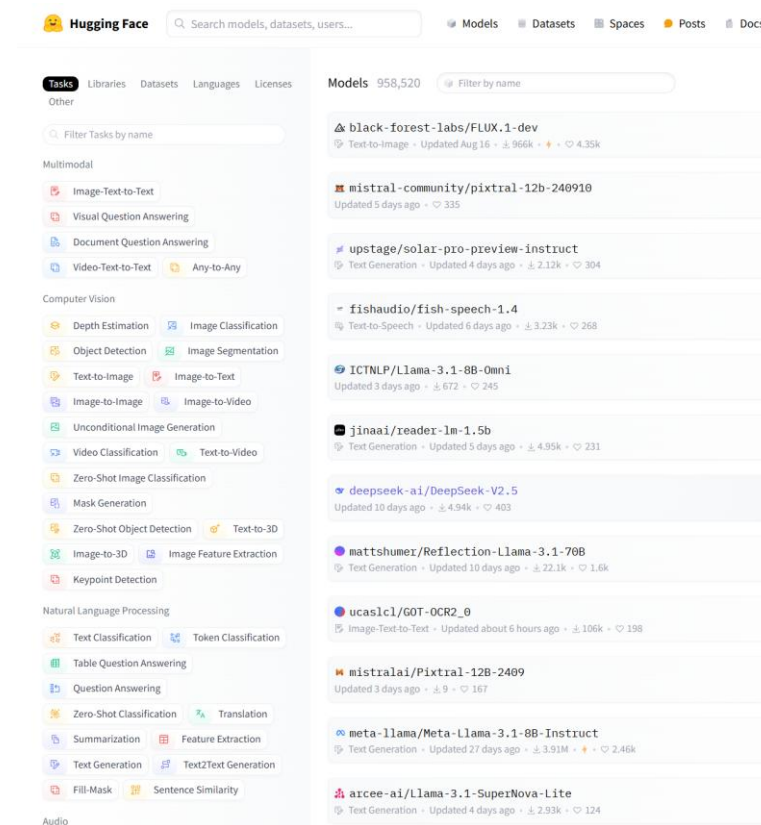 Hugging Face Search models, datasets, users... Models Datasets Spaces Posts Docs
Tasks Libraries Datasets Languages Licenses
Other
Filter Tasks by name
Multimodal
Image-Text-to-Text
Visual Question Answering
Document Question Answering
Video-Text-to-Text Any-to-Any
Computer Vision
Depth Estimation Image Classification
Object Detection Image Segmentation
Text-to-Image Image-to-Text
Image-to-Image Image-to-Video
Unconditional Image Generation
Video Classification Text-to-Video
Zero-Shot Image Classification
Mask Generation
Zero-Shot Object Detection Text-to-3D
Image-to-3D Image Feature Extraction
Keypoint Detection
Natural Language Processing
Text Classification Token Classification
Table Question Answering
Question Answering
Zero-Shot Classification Translation
Summarization Feature Extraction
Text Generation Text2Text Generation
Fill-Mask Sentence Similarity
Audio
Models 958,520 Filter by name
black-forest-labs/FLUX.1-dev
Text-to-Image • Updated Aug 16 • 966k • 4.35k
mistral-community/pixtral-12b-240910
Updated 5 days ago • 335
upstage/solar-pro-preview-instruct
Text Generation • Updated 4 days ago • 2.12k • 304
fishaudio/fish-speech-1.4
Text-to-Speech • Updated 6 days ago • 3.23k • 268
ICTNLP/Llama-3.1-8B-Omni
Updated 3 days ago • 672 • 245
jinaai/reader-lm-1.5b
Text Generation • Updated 5 days ago • 4.95k • 231
deepseek-ai/DeepSeek-V2.5
Updated 10 days ago • 4.94k • 403
mattshumer/Reflection-Llama-3.1-70B
Text Generation • Updated 10 days ago • 22.1k • 1.6k
ucaslcl/GOT-OCR2_0
Image-Text-to-Text • Updated about 6 hours ago • 106k • 198
mistralai/Pixtral-12B-2409
Updated 3 days ago • 9 • 167
meta-llama/Meta-Llama-3.1-8B-Instruct
Text Generation • Updated 27 days ago • 3.91M • 2.46k
arcee-ai/Llama-3.1-SuperNova-Lite
Text Generation • Updated 4 days ago • 2.93k • 124